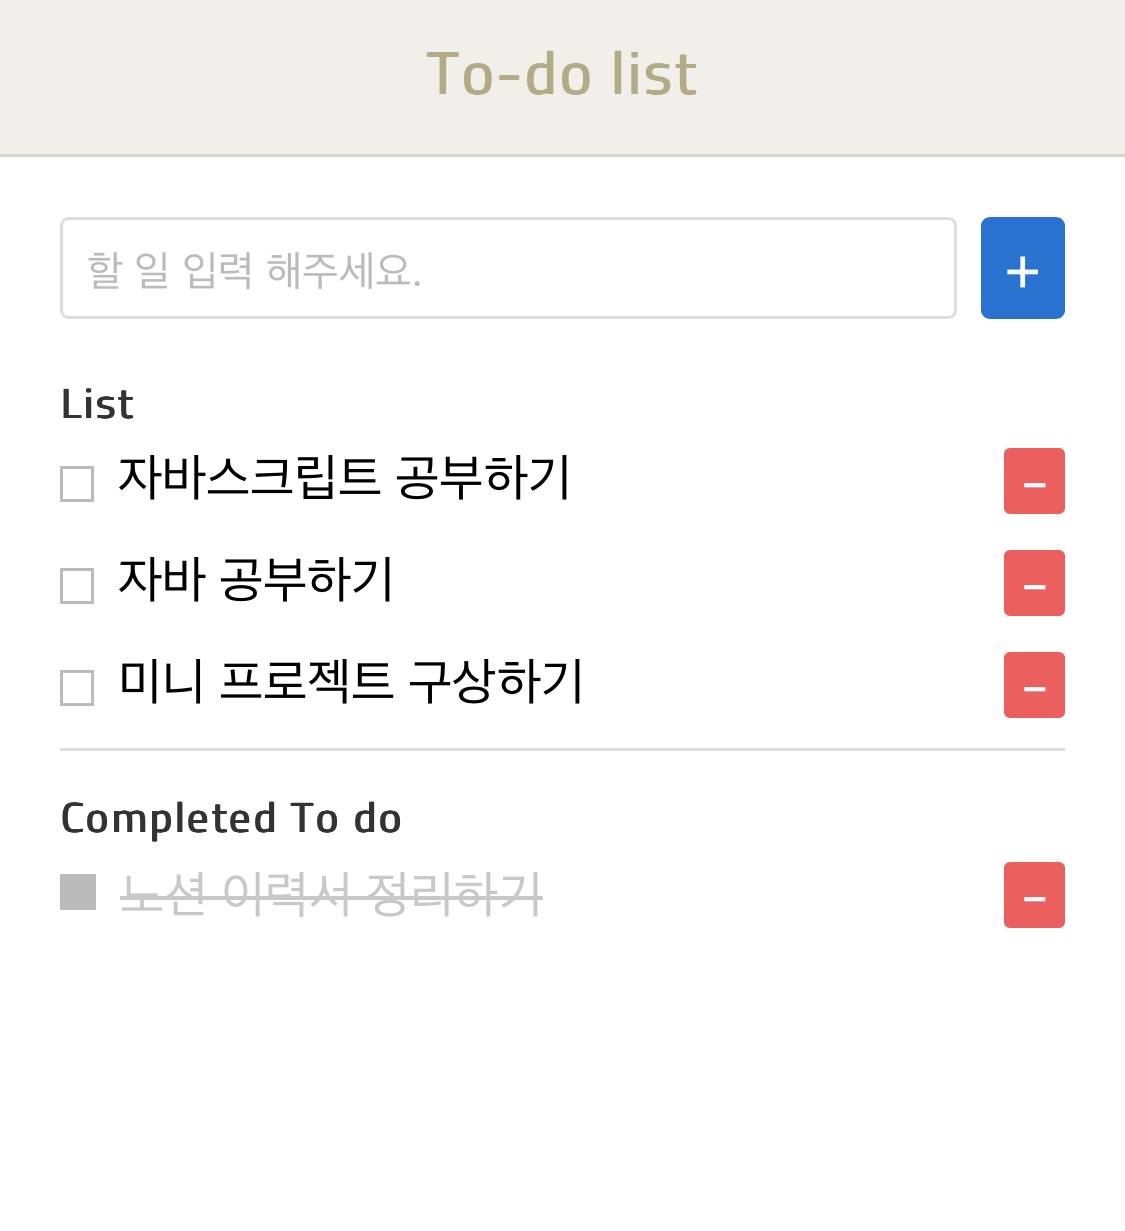 To-do list
할 일 입력 해주세요.
+
List
자바스크립트 공부하기
–
자바 공부하기
–
미니 프로젝트 구상하기
–
Completed To do
노션 이력서 정리하기
–